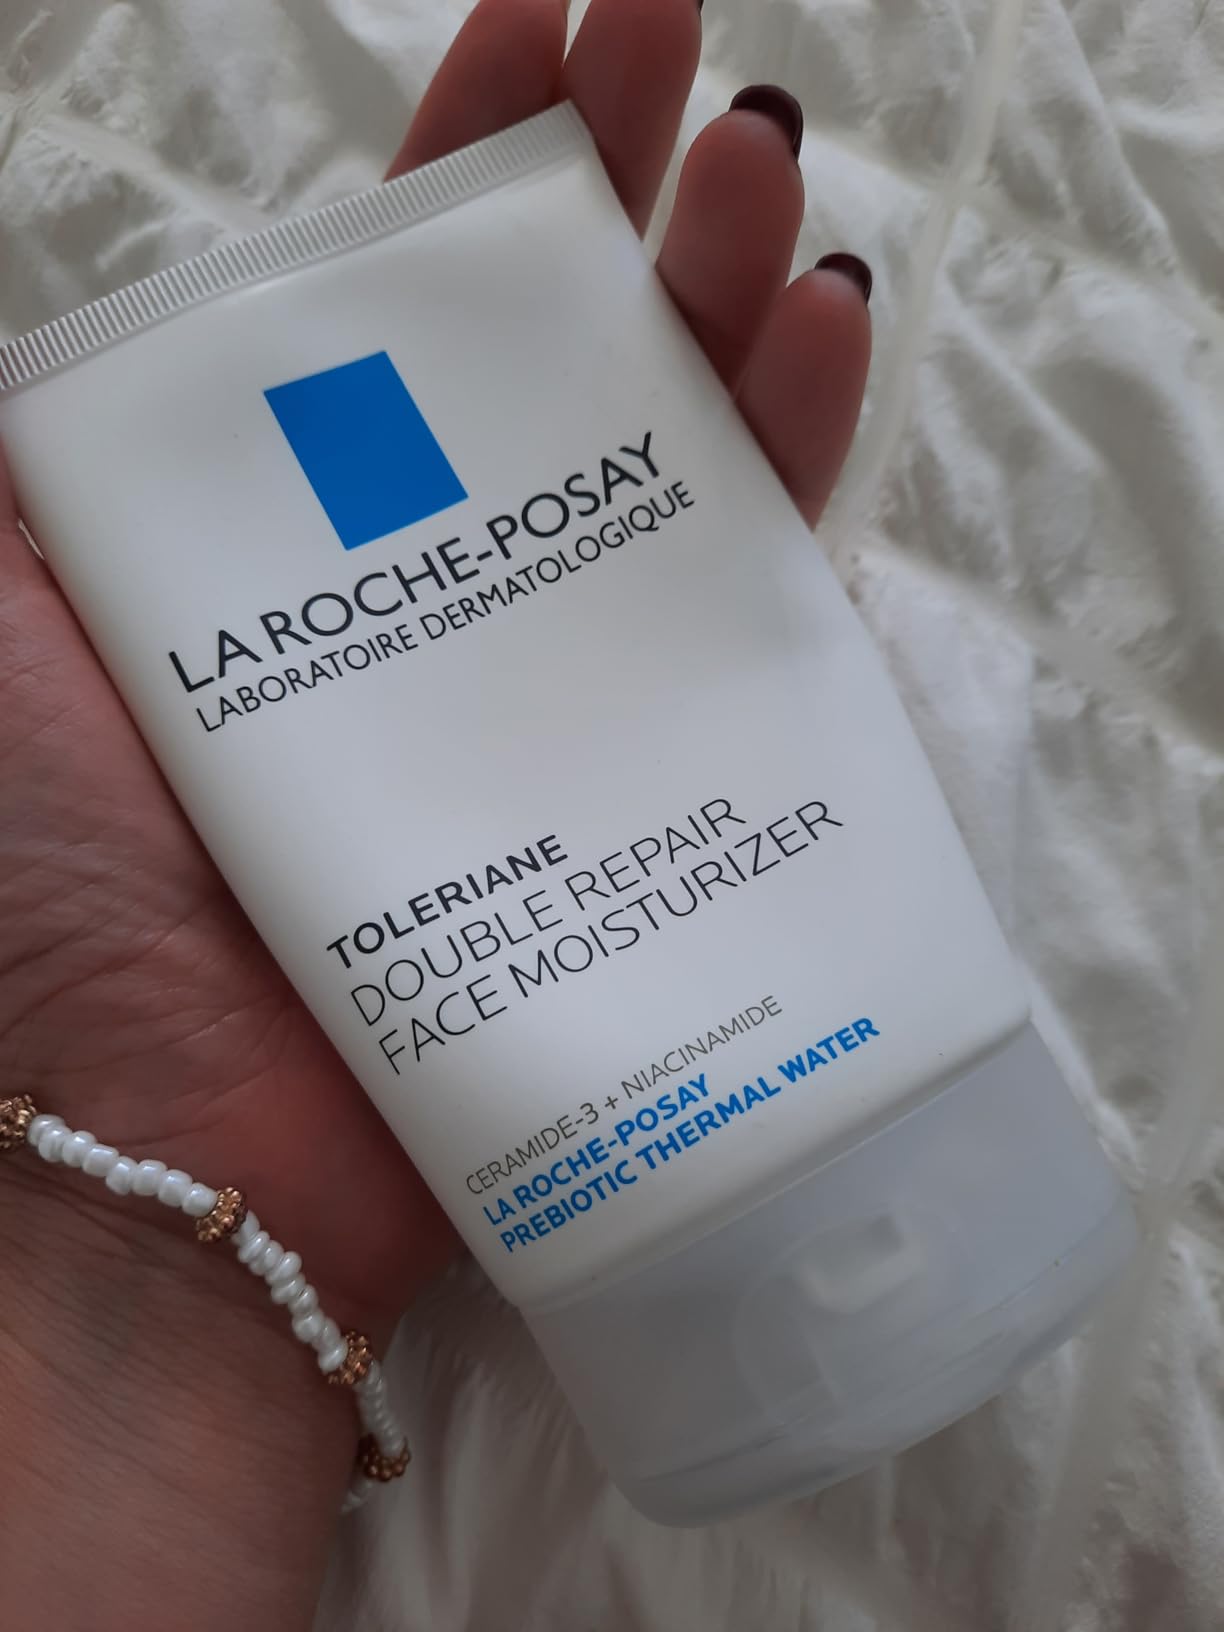 LA ROCHE-POSAY
LABORATOIRE DERMATOLOGIQUE
TOLERIANE
DOUBLE REPAIR
FACE MOISTURIZER
CERAMIDE-3 + NIACINAMIDE
LA ROCHE-POSAY
PREBIOTIC THERMAL WATER